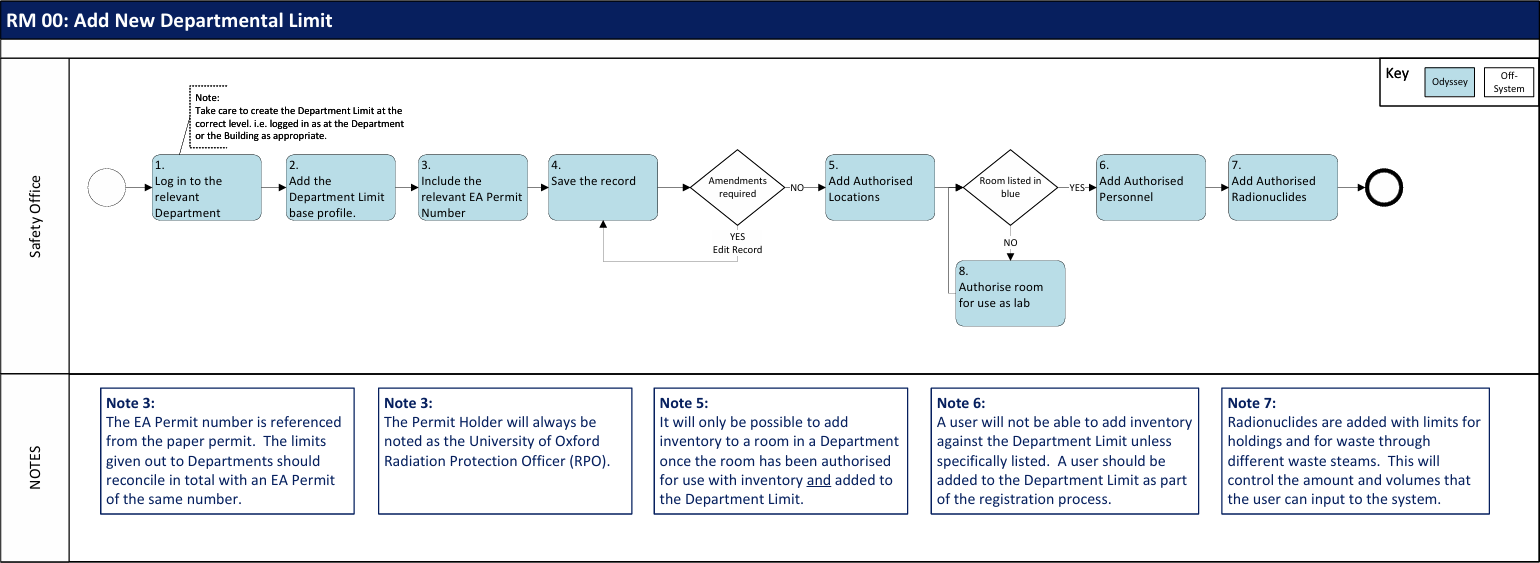 RM 00: Add New Departmental Limit
Key
Odyssey
Off-
System
Safety Office
Note:
Take care to create the Department Limit at the
correct level. i.e. logged in as at the Department
or the Building as appropriate.
1.
Log in to the
relevant
Department
2.
Add the
Department Limit
base profile.
3.
Include the
relevant EA Permit
Number
4.
Save the record
Amendments
required
NO
YES
Edit Record
5.
Add Authorised
Locations
Room listed in
blue
YES
NO
6.
Add Authorised
Personnel
7.
Add Authorised
Radionuclides
8.
Authorise room
for use as lab
NOTES
Note 3:
The EA Permit number is referenced
from the paper permit.  The limits
given out to Departments should
reconcile in total with an EA Permit
of the same number.
Note 3:
The Permit Holder will always be
noted as the University of Oxford
Radiation Protection Officer (RPO).
Note 5:
It will only be possible to add
inventory to a room in a Department
once the room has been authorised
for use with inventory and added to
the Department Limit.
Note 6:
A user will not be able to add inventory
against the Department Limit unless
specifically listed.  A user should be
added to the Department Limit as part
of the registration process.
Note 7:
Radionuclides are added with limits for
holdings and for waste through
different waste steams.  This will
control the amount and volumes that
the user can input to the system.